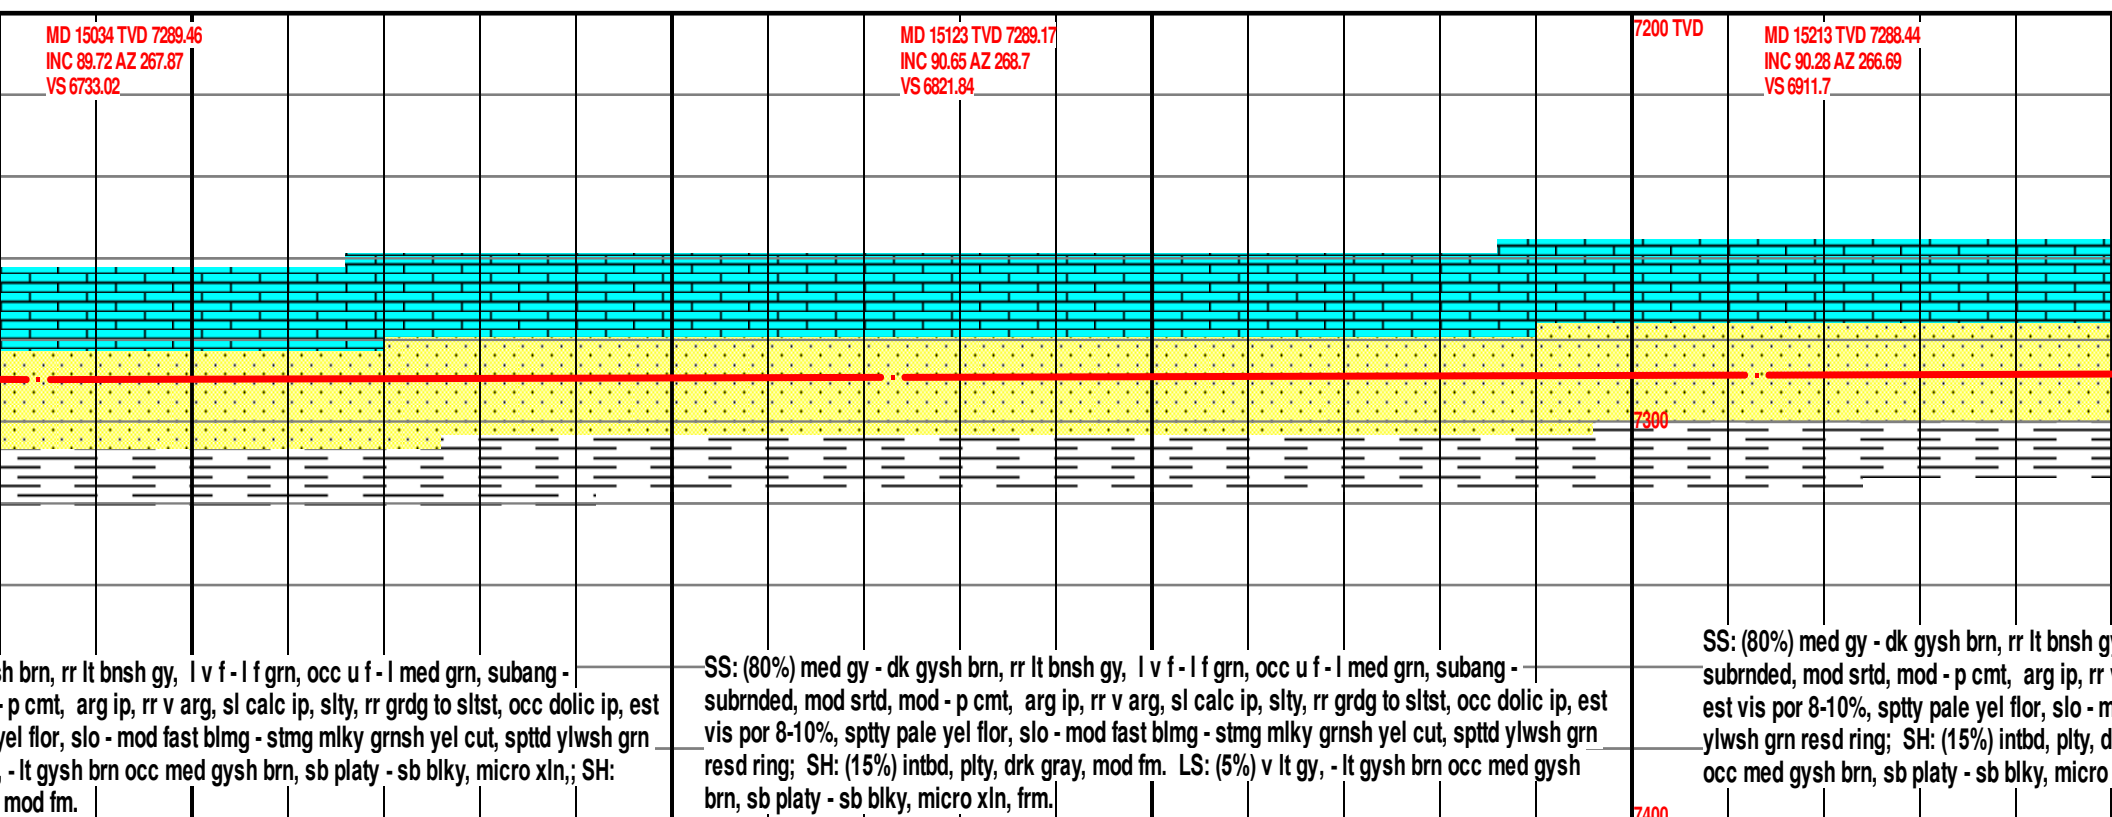 MD 15034 TVD 7289.46
INC 89.72 AZ 267.87
VS 6733.02
MD 15123 TVD 7289.17
INC 90.65 AZ 268.7
VS 6821.84
7200 TVD
MD 15213 TVD 7288.44
INC 90.28 AZ 266.69
VS 6911.7
7300
h brn, rr lt bnsh gy, l v f - l f grn, occ u f - l med grn, subang -
- p cmt, arg ip, rr v arg, sl calc ip, slty, rr grdg to sltst, occ dolic ip, est
yel flor, slo - mod fast blmg - stmg mlky grnsh yel cut, spttd ylwsh grn
, - lt gysh brn occ med gysh brn, sb platy - sb blky, micro xln,; SH:
mod fm.
SS: (80%) med gy - dk gysh brn, rr lt bnsh gy, l v f - l f grn, occ u f - l med grn, subang -
subrnded, mod srtd, mod - p cmt, arg ip, rr v arg, sl calc ip, slty, rr grdg to sltst, occ dolic ip, est
vis por 8-10%, sptty pale yel flor, slo - mod fast blmg - stmg mlky grnsh yel cut, spttd ylwsh grn
resd ring; SH: (15%) intbd, plty, drk gray, mod fm. LS: (5%) v lt gy, - lt gysh brn occ med gysh
brn, sb platy - sb blky, micro xln, frm.
SS: (80%) med gy - dk gysh brn, rr lt bnsh gy
subrnded, mod srtd, mod - p cmt, arg ip, rr v
est vis por 8-10%, sptty pale yel flor, slo - m
ylwsh grn resd ring; SH: (15%) intbd, plty, d
occ med gysh brn, sb platy - sb blky, micro
7400